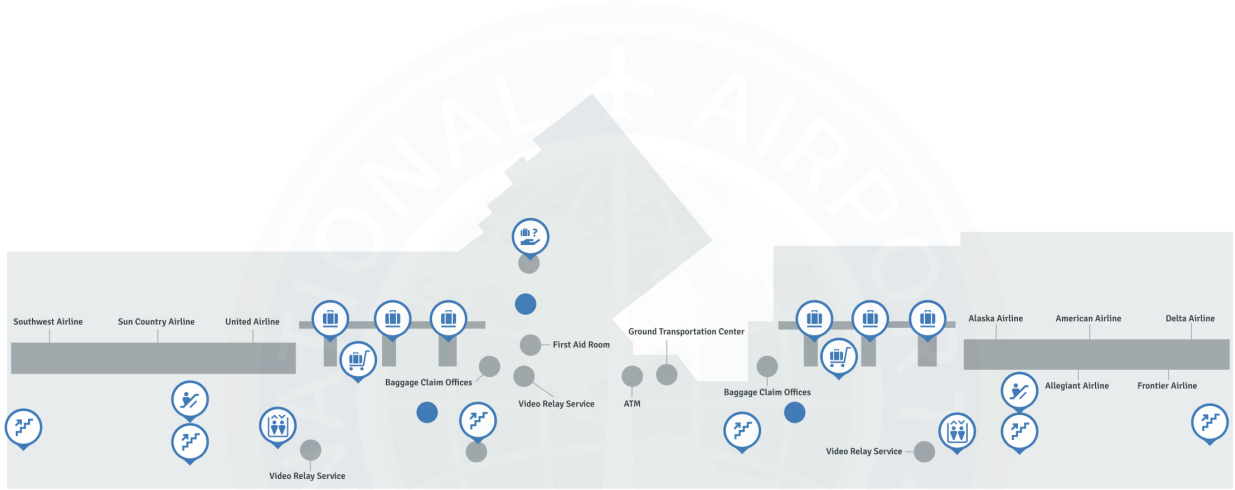 ONAL AIRPOR
Southwest Airline
Sun Country Airline
United Airline
?
First Aid Room
Baggage Claim Offices
Video Relay Service
Ground Transportation Center
ATM
Baggage Claim Offices
Alaska Airline
American Airline
Delta Airline
Allegiant Airline
Frontier Airline
Video Relay Service
Video Relay Service